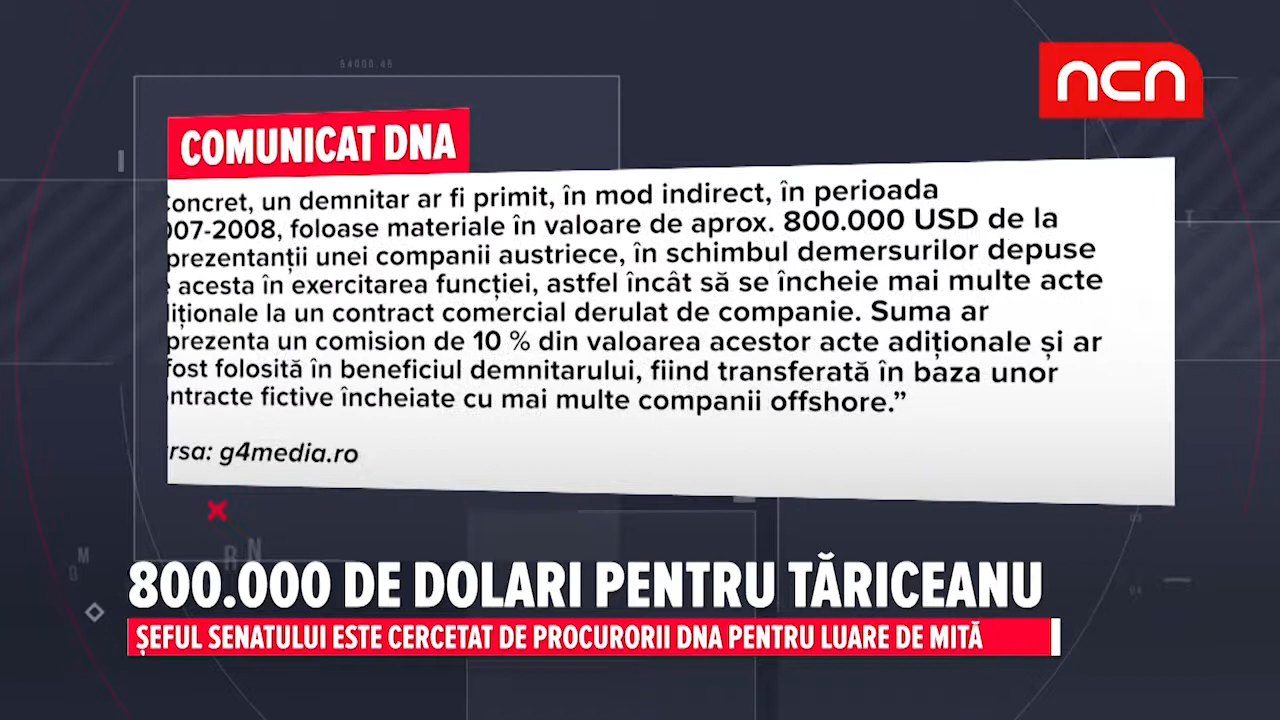 54000.46
ncn
COMUNICAT DNA
oncret, un demnitar ar fi primit, în mod indirect, în perioada
007-2008, foloase materiale în valoare de aprox. 800.000 USD de la
prezentanții unei companii austriece, în schimbul demersurilor depuse
acesta în exercitarea funcției, astfel încât să se încheie mai multe acte
iționale la un contract comercial derulat de companie. Suma ar
prezenta un comision de 10 % din valoarea acestor acte adiționale și ar
fost folosită în beneficiul demnitarului, fiind transferată în baza unor
ntracte fictive încheiate cu mai multe companii offshore.”
rsa: g4media.ro
T
M
R N
03
04
800.000 DE DOLARI PENTRU TĂRICEANU
ȘEFUL SENATULUI ESTE CERCETAT DE PROCURORII DNA PENTRU LUARE DE MITĂ